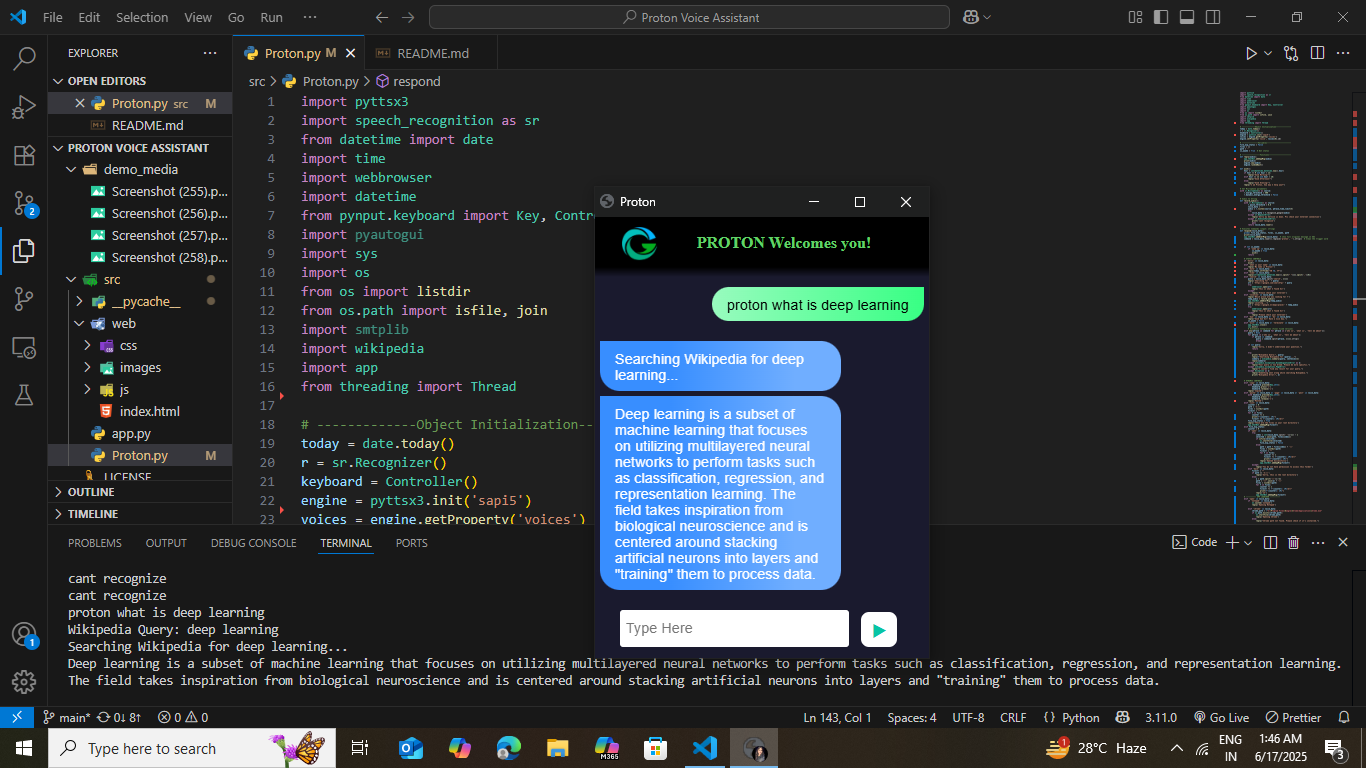 File Edit Selection View Go Run ···
Proton Voice Assistant
EXPLORER ···
OPEN EDITORS
Proton.py src M
README.md
PROTON VOICE ASSISTANT
demo_media
Screenshot (255).p...
Screenshot (256).p...
Screenshot (257).p...
Screenshot (258).p...
src
__pycache__
web
css
images
js
index.html
app.py
Proton.py M
LICENSE
OUTLINE
TIMELINE
2
1
Proton.py M
README.md
src > Proton.py > respond
1 import pyttsx3
2 import speech_recognition as sr
3 from datetime import date
4 import time
5 import webbrowser
6 import datetime
7 from pynput.keyboard import Key, Contr
8 import pyautogui
9 import sys
10 import os
11 from os import listdir
12 from os.path import isfile, join
13 import smtplib
14 import wikipedia
15 import app
16 from threading import Thread
17
18 # -------------Object Initialization--
19 today = date.today()
20 r = sr.Recognizer()
21 keyboard = Controller()
22 engine = pyttsx3.init('sapi5')
23 voices = engine.getProperty('voices')
Proton
PROTON Welcomes you!
proton what is deep learning
Searching Wikipedia for deep
learning...
Deep learning is a subset of
machine learning that focuses
on utilizing multilayered neural
networks to perform tasks such
as classification, regression, and
representation learning. The
field takes inspiration from
biological neuroscience and is
centered around stacking
artificial neurons into layers and
"training" them to process data.
Type Here
PROBLEMS OUTPUT DEBUG CONSOLE TERMINAL PORTS
Code
cant recognize
cant recognize
proton what is deep learning
Wikipedia Query: deep learning
Searching Wikipedia for deep learning...
Deep learning is a subset of machine learning that focuses on utilizing multilayered neural networks to perform tasks such as classification, regression, and representation learning.
The field takes inspiration from biological neuroscience and is centered around stacking artificial neurons into layers and "training" them to process data.
main* 0↓ 8↑ 0 0
Ln 143, Col 1 Spaces: 4 UTF-8 CRLF { } Python 3.11.0 Go Live Prettier
Type here to search
M365
1
28°C Haze
ENG
IN
1:46 AM
6/17/2025
3